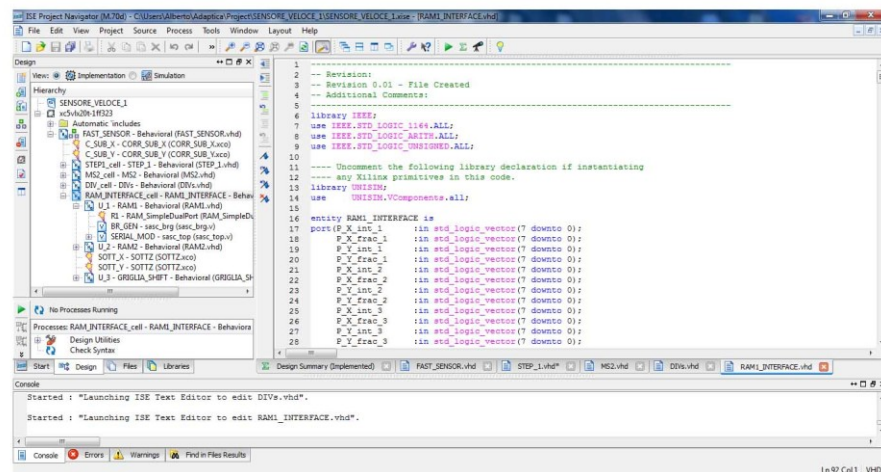 ISE Project Navigator (M.70d) - C:\Users\Alberto\Adaptica\Project\SENSORE_VELOCE_1\SENSORE_VELOCE_1.xise - [RAM1_INTERFACE.vhd]
File Edit View Project Source Process Tools Window Layout Help
Design
View: Implementation Simulation
Hierarchy
SENSORE_VELOCE_1
xc5vlx20t-1ff323
Automatic `includes
FAST_SENSOR - Behavioral (FAST_SENSOR.vhd)
C_SUB_X - CORR_SUB_X (CORR_SUB_X.xco)
C_SUB_Y - CORR_SUB_Y (CORR_SUB_Y.xco)
STEP1_cell - STEP_1 - Behavioral (STEP_1.vhd)
MS2_cell - MS2 - Behavioral (MS2.vhd)
DIV_cell - DIVs - Behavioral (DIVs.vhd)
RAM_INTERFACE_cell - RAM1_INTERFACE - Behav
U_1 - RAM1 - Behavioral (RAM1.vhd)
R1 - RAM_SimpleDualPort (RAM_SimpleDu
BR_GEN - sasc_brg (sasc_brg.v)
SERIAL_MOD - sasc_top (sasc_top.v)
U_2 - RAM2 - Behavioral (RAM2.vhd)
SOTT_X - SOTTZ (SOTTZ.xco)
SOTT_Y - SOTTZ (SOTTZ.xco)
U_3 - GRIGLIA_SHIFT - Behavioral (GRIGLIA_SH
No Processes Running
Processes: RAM_INTERFACE_cell - RAM1_INTERFACE - Behaviora
Design Utilities
Check Syntax
Start Design Files Libraries
1 --------------------------------------------------------------------------------
2 -- Revision:
3 -- Revision 0.01 - File Created
4 -- Additional Comments:
5 --------------------------------------------------------------------------------
6 library IEEE;
7 use IEEE.STD_LOGIC_1164.ALL;
8 use IEEE.STD_LOGIC_ARITH.ALL;
9 use IEEE.STD_LOGIC_UNSIGNED.ALL;
10
11 ---- Uncomment the following library declaration if instantiating
12 ---- any Xilinx primitives in this code.
13 library UNISIM;
14 use UNISIM.VComponents.all;
15
16 entity RAM1_INTERFACE is
17 port(P_X_int_1 :in std_logic_vector(7 downto 0);
18 P_X_frac_1 :in std_logic_vector(7 downto 0);
19 P_Y_int_1 :in std_logic_vector(7 downto 0);
20 P_Y_frac_1 :in std_logic_vector(7 downto 0);
21 P_X_int_2 :in std_logic_vector(7 downto 0);
22 P_X_frac_2 :in std_logic_vector(7 downto 0);
23 P_Y_int_2 :in std_logic_vector(7 downto 0);
24 P_Y_frac_2 :in std_logic_vector(7 downto 0);
25 P_X_int_3 :in std_logic_vector(7 downto 0);
26 P_X_frac_3 :in std_logic_vector(7 downto 0);
27 P_Y_int_3 :in std_logic_vector(7 downto 0);
28 P_Y_frac_3 :in std_logic_vector(7 downto 0);
Design Summary (Implemented) FAST_SENSOR.vhd STEP_1.vhd* MS2.vhd DIVs.vhd RAM1_INTERFACE.vhd
Console
Started : "Launching ISE Text Editor to edit DIVs.vhd".
Started : "Launching ISE Text Editor to edit RAM1_INTERFACE.vhd".
Console Errors Warnings Find in Files Results
Ln 92 Col 1 VHD